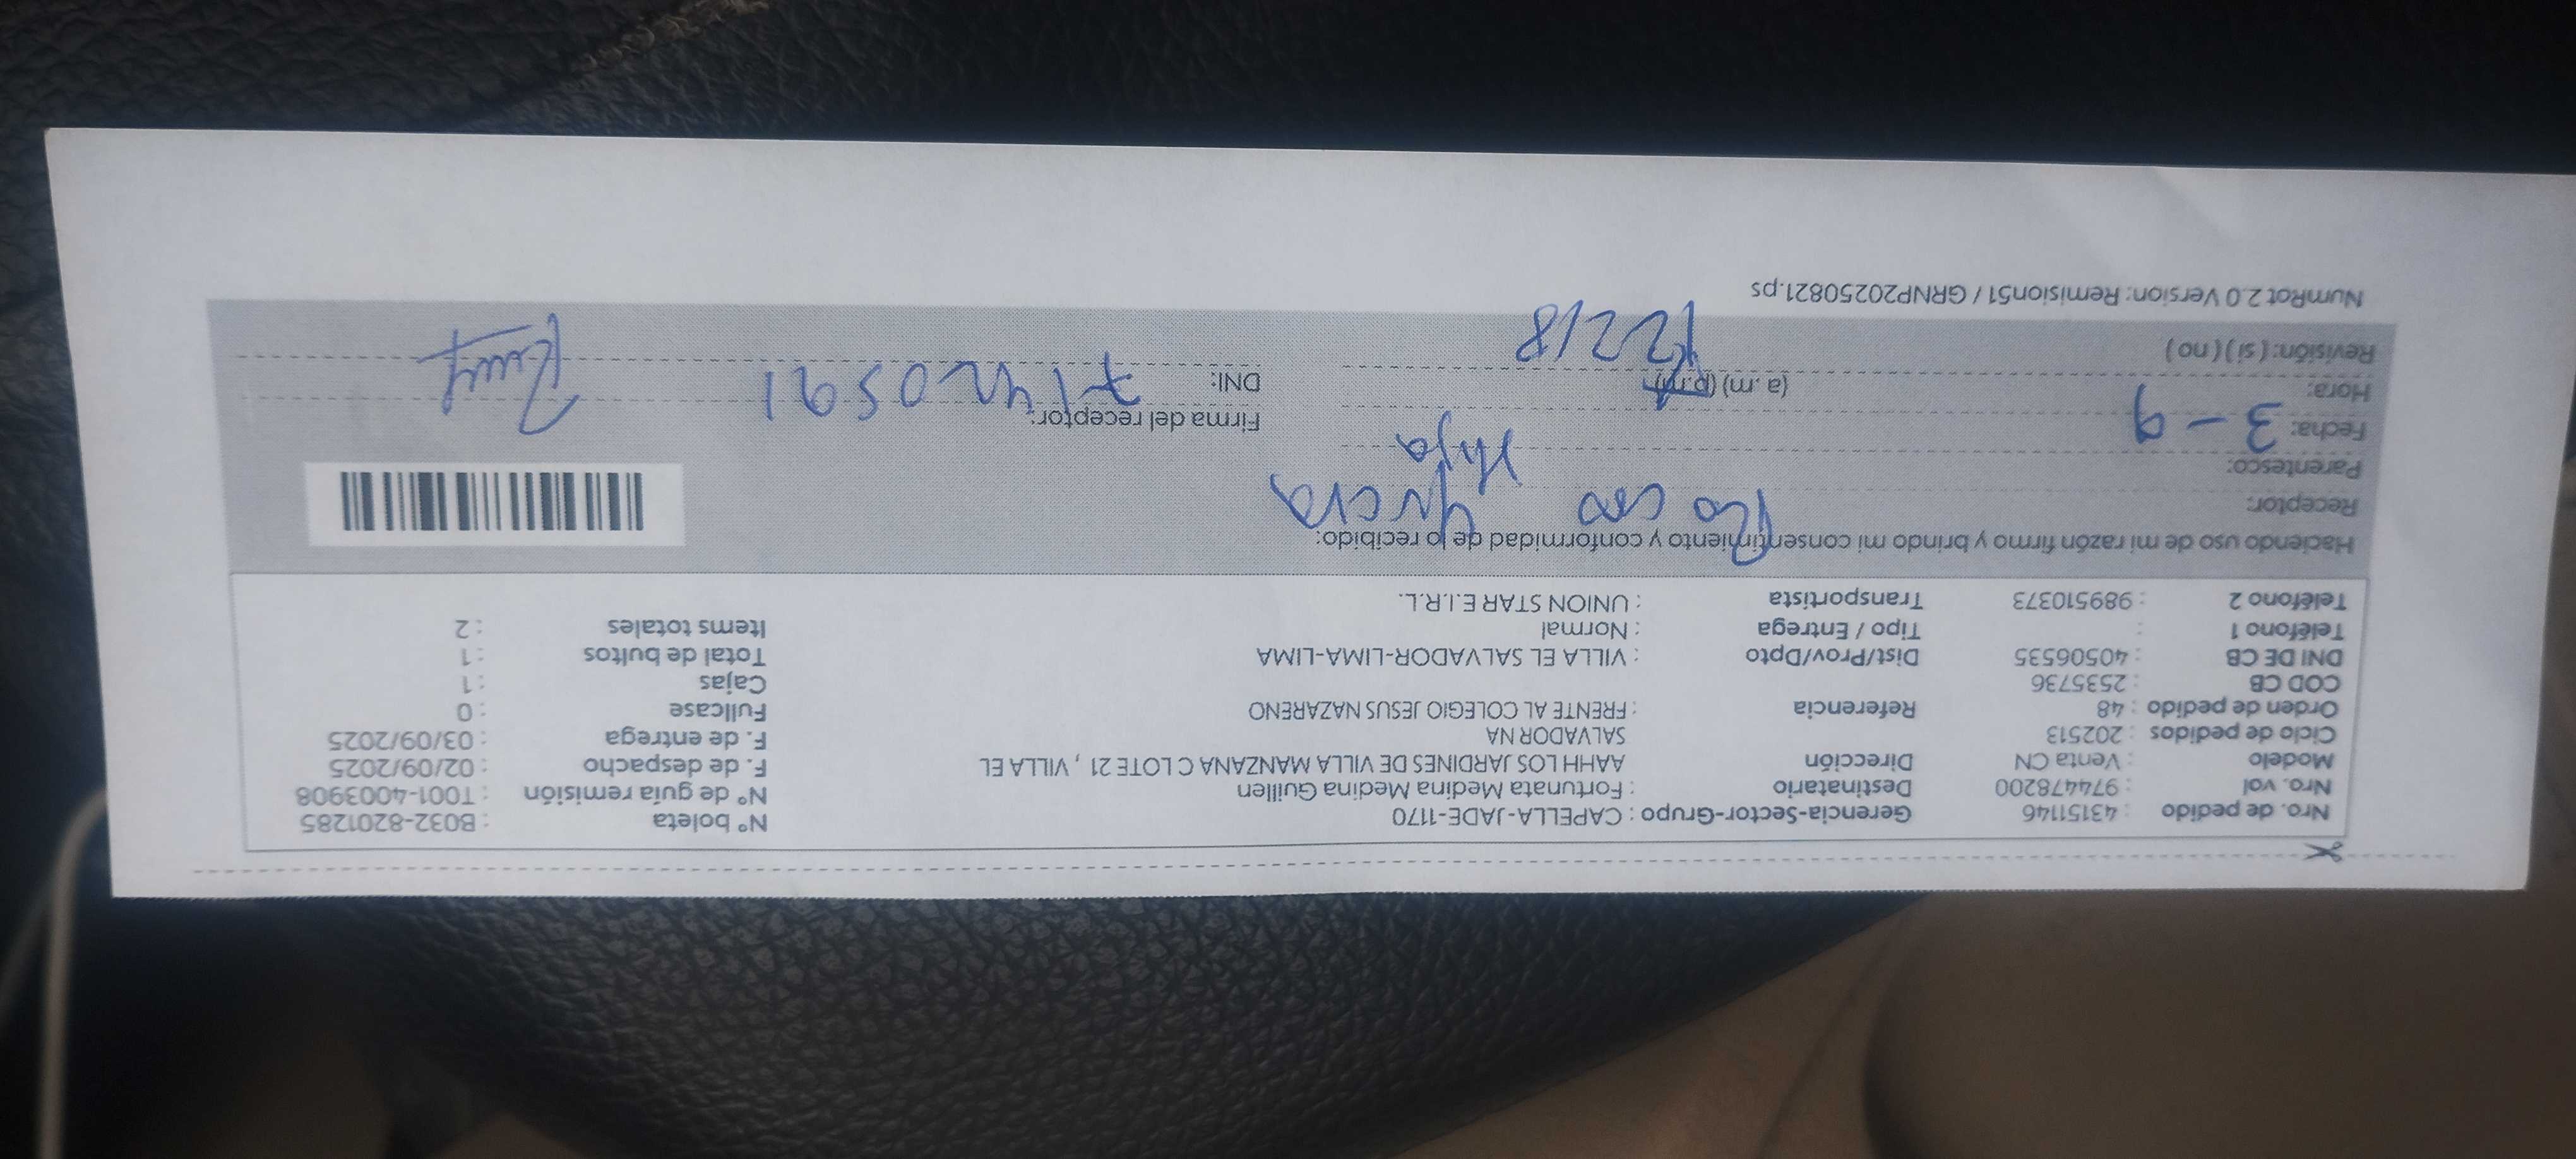 Nro. de pedido : 43151146 Gerencia-Sector-Grupo : CAPELLA-JADE-1170 N° boleta : B032-8201285
Nro. vol : 974478200 Destinatario : Fortunata Medina Medina Guillen N° de guía remisión : T001-4003908
Modelo : Venta CN Dirección AAHH LOS JARDINES DE VILLA MANZANA C LOTE 21 , VILLA EL F. de despacho : 02/09/2025
Ciclo de pedidos : 202513 SALVADOR NA F. de entrega : 03/09/2025
Orden de pedido : 48 Referencia : FRENTE AL COLEGIO JESUS NAZARENO Fullcase : 0
COD CB : 2535736 Cajas : 1
DNI DE CB : 40506535 Dist/Prov/Dpto : VILLA EL SALVADOR-LIMA-LIMA Total de bultos : 1
Teléfono 1 : Tipo / Entrega : Normal Items totales : 2
Teléfono 2 : 989510373 Transportista : UNION STAR E.I.R.L.
Haciendo uso de mi razón firmo y brindo mi consentimiento y conformidad de lo recibido:
Receptor:
Parentesco: Hija
Fecha: 3-9 Firma del receptor:
Hora: (a. m) (p.m) DNI: 71420591
Revisión: ( si ) ( no ) 12218
NumRot 2.0 Version: Remision51 / GRNP20250821.ps